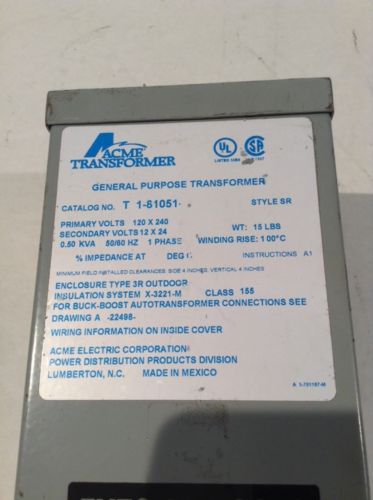 ACME
TRANSFORMER
UL
LISTED
SA
GENERAL PURPOSE TRANSFORMER
CATALOG NO. T 1-81051- STYLE SR
PRIMARY VOLTS 120 X 240 WT: 15 LBS
SECONDARY VOLTS 12 X 24
0.50 KVA 50/60 HZ 1 PHASE WINDING RISE: 100°C
% IMPEDANCE AT DEG C. INSTRUCTIONS A1
MINIMUM FIELD INSTALLED CLEARANCES: SIDE 4 INCHES, VERTICAL 4 INCHES
ENCLOSURE TYPE 3R OUTDOOR
INSULATION SYSTEM X-3221-M CLASS 155
FOR BUCK-BOOST AUTOTRANSFORMER CONNECTIONS SEE
DRAWING A -22498-
WIRING INFORMATION ON INSIDE COVER
ACME ELECTRIC CORPORATION
POWER DISTRIBUTION PRODUCTS DIVISION
LUMBERTON, N.C. MADE IN MEXICO